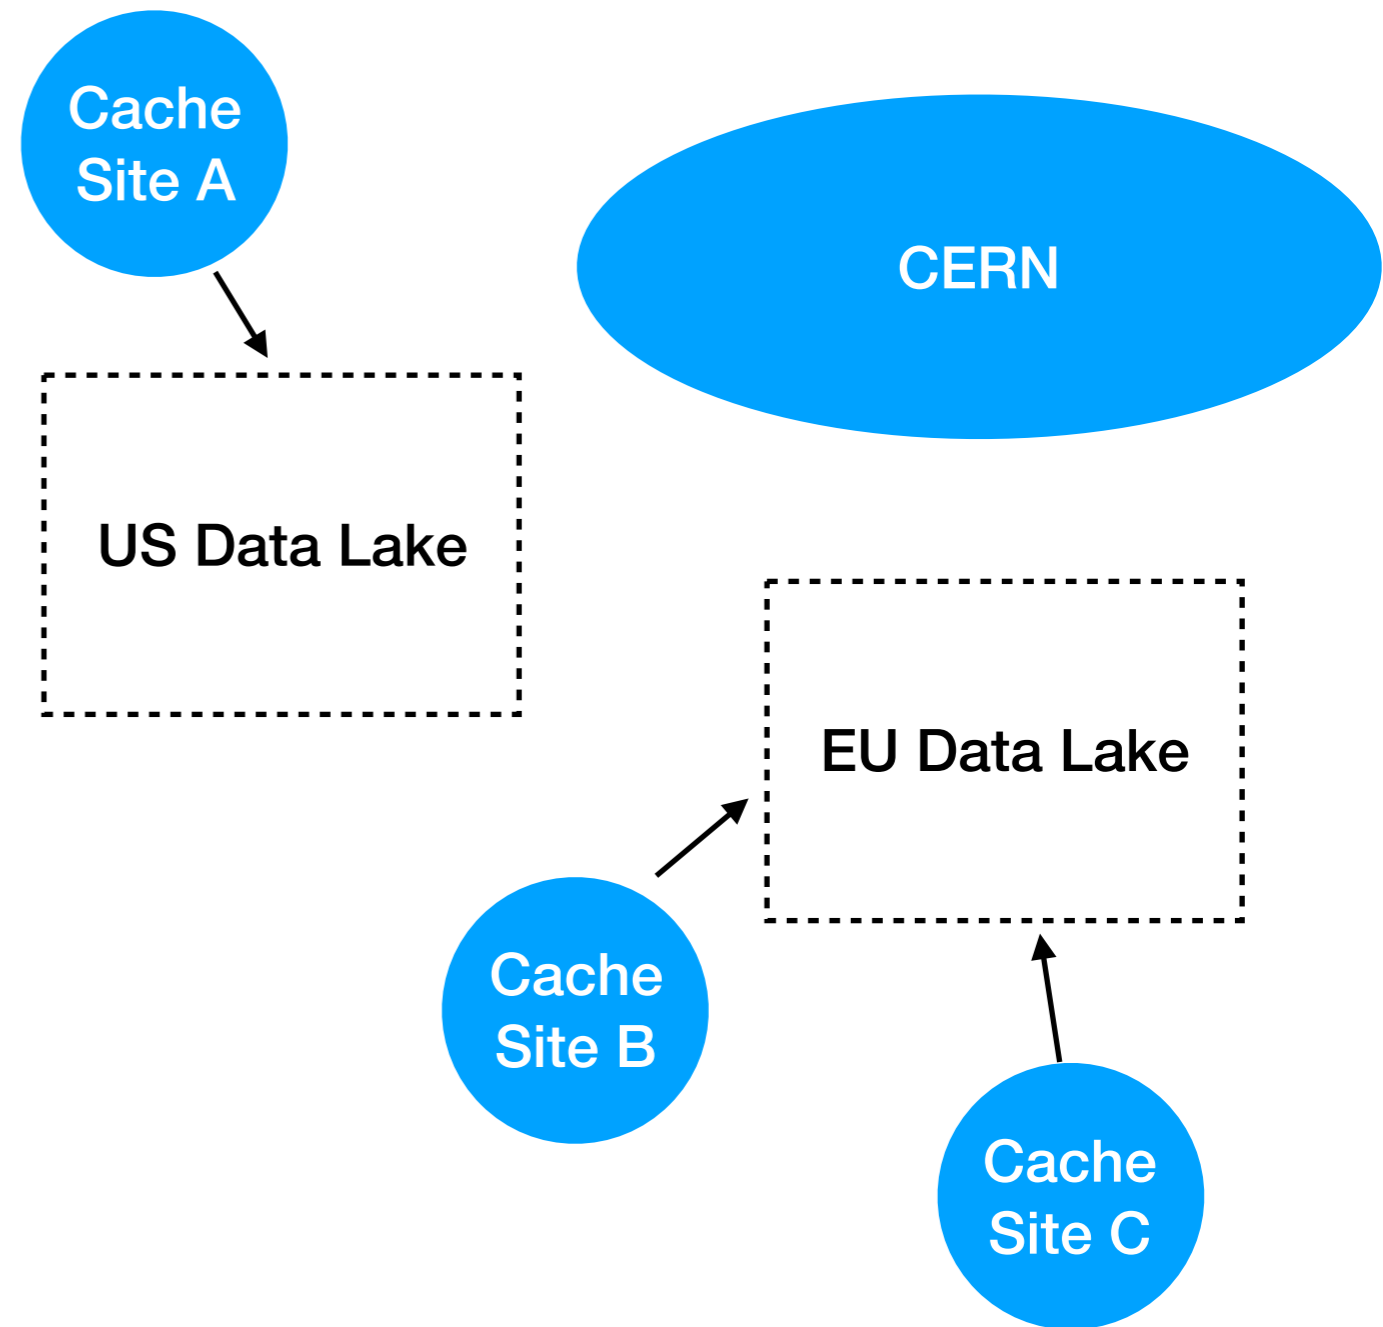 Cache
Site A
CERN
US Data Lake
EU Data Lake
Cache
Site B
Cache
Site C